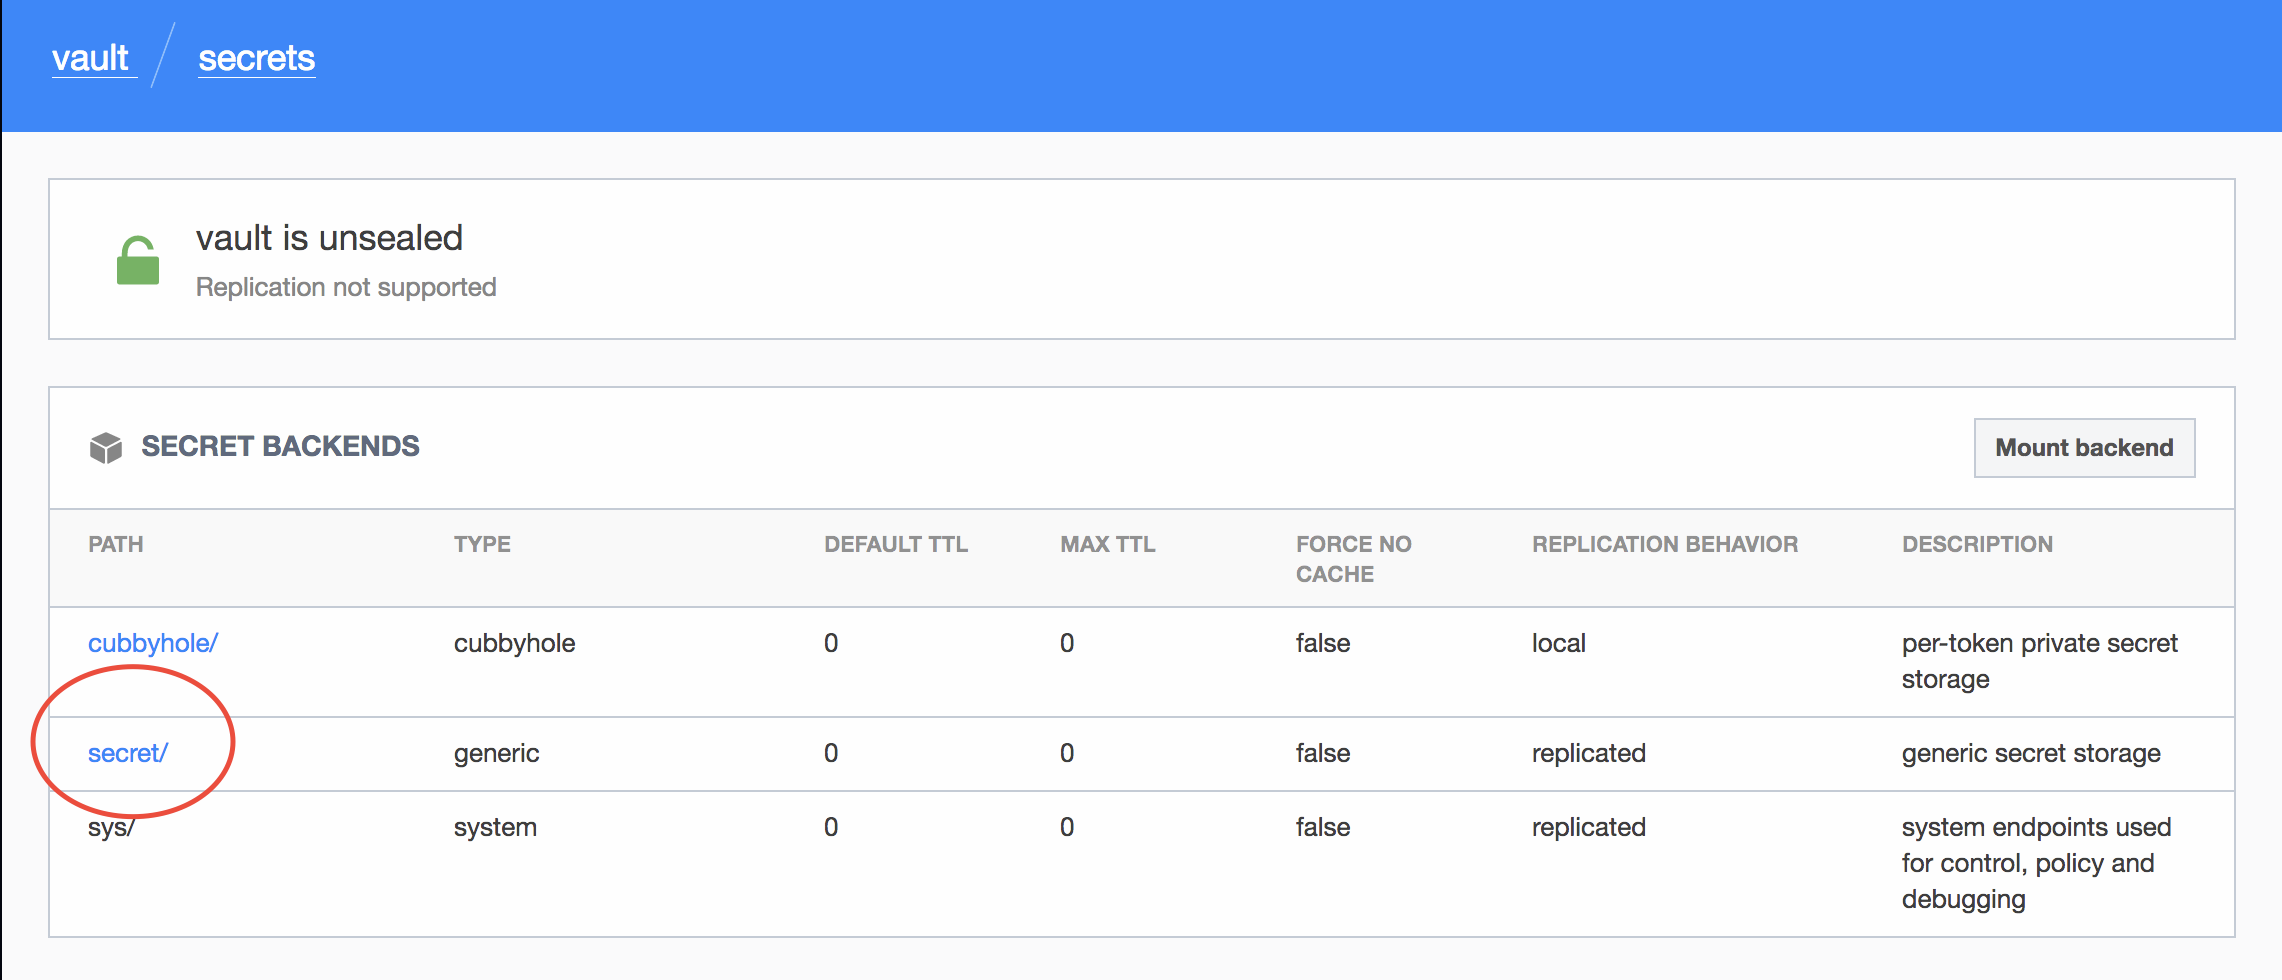 vault / secrets
vault is unsealed
Replication not supported
SECRET BACKENDS
Mount backend
PATH TYPE DEFAULT TTL MAX TTL FORCE NO CACHE REPLICATION BEHAVIOR DESCRIPTION
cubbyhole/ cubbyhole 0 0 false local per-token private secret
storage
secret/ generic 0 0 false replicated generic secret storage
sys/ system 0 0 false replicated system endpoints used
for control, policy and
debugging